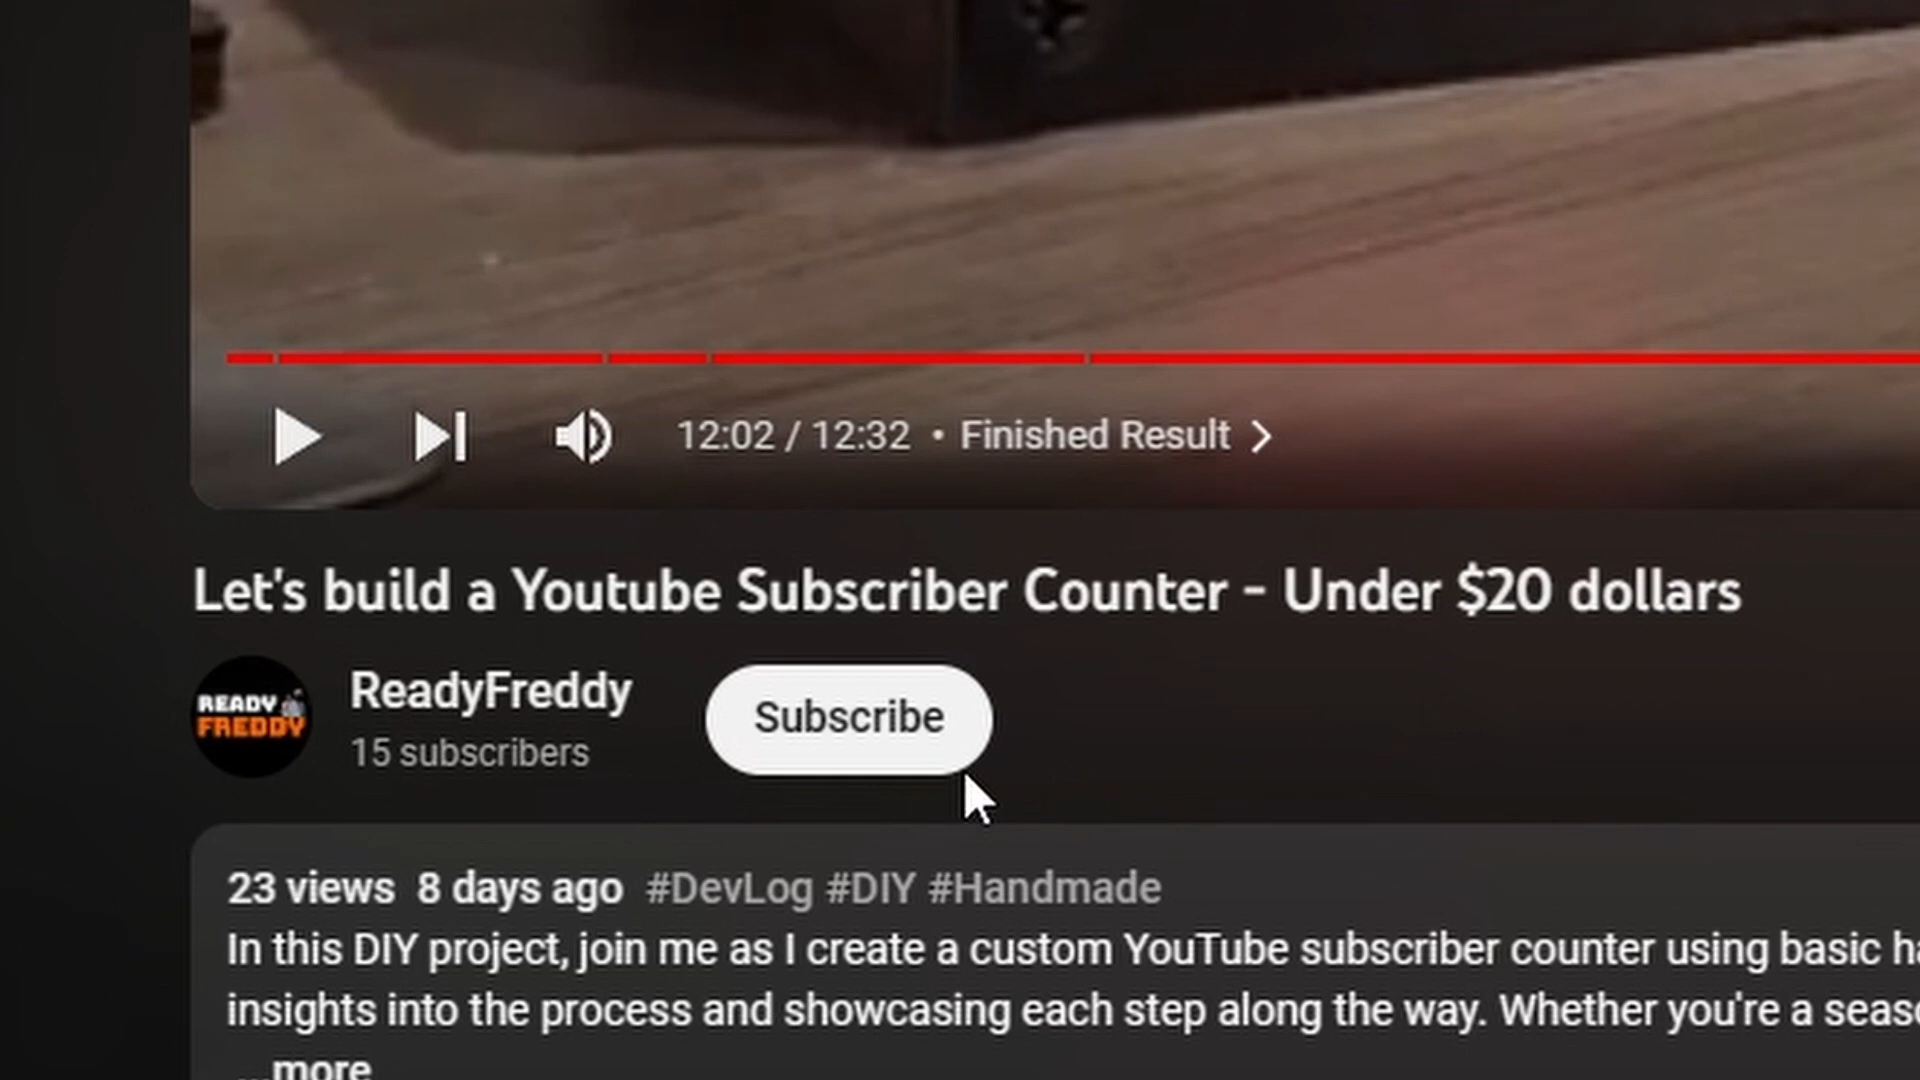 12:02 / 12:32 • Finished Result
Let's build a Youtube Subscriber Counter - Under $20 dollars
READY
FREDDY
ReadyFreddy
15 subscribers
Subscribe
23 views 8 days ago #DevLog #DIY #Handmade
In this DIY project, join me as I create a custom YouTube subscriber counter using basic ha
insights into the process and showcasing each step along the way. Whether you're a seaso
...more